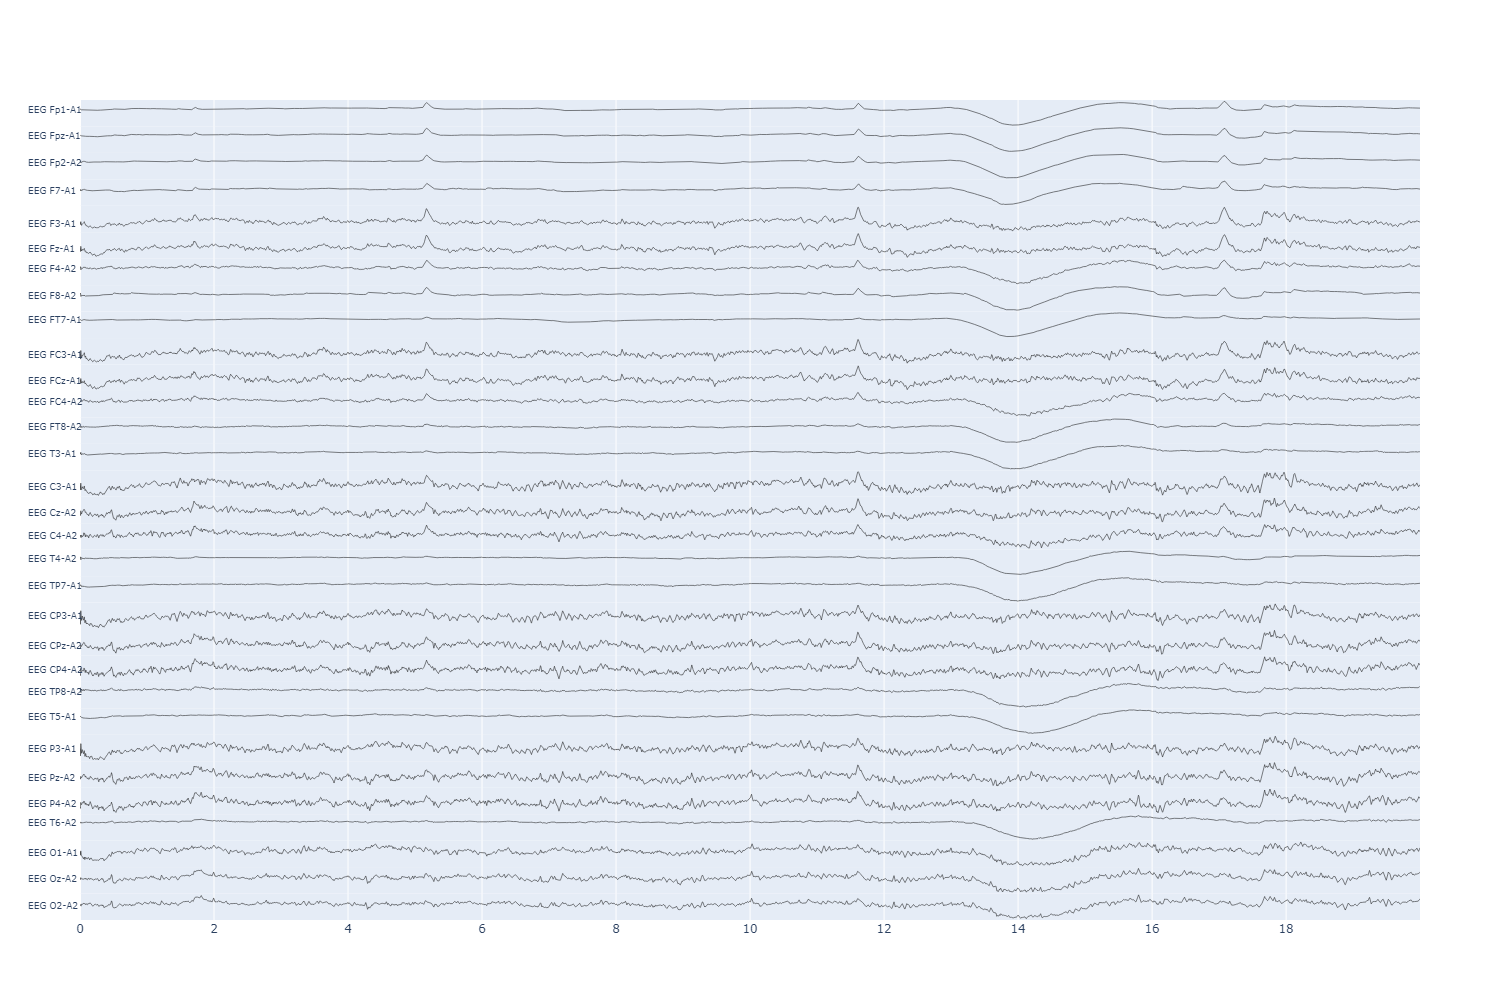 EEG Fp1-A1
EEG Fpz-A1
EEG Fp2-A2
EEG F7-A1
EEG F3-A1
EEG Fz-A1
EEG F4-A2
EEG F8-A2
EEG FT7-A1
EEG FC3-A1
EEG FCz-A1
EEG FC4-A2
EEG FT8-A2
EEG T3-A1
EEG C3-A1
EEG Cz-A2
EEG C4-A2
EEG T4-A2
EEG TP7-A1
EEG CP3-A1
EEG CPz-A2
EEG CP4-A2
EEG TP8-A2
EEG T5-A1
EEG P3-A1
EEG Pz-A2
EEG P4-A2
EEG T6-A2
EEG O1-A1
EEG Oz-A2
EEG O2-A2
0 2 4 6 8 10 12 14 16 18